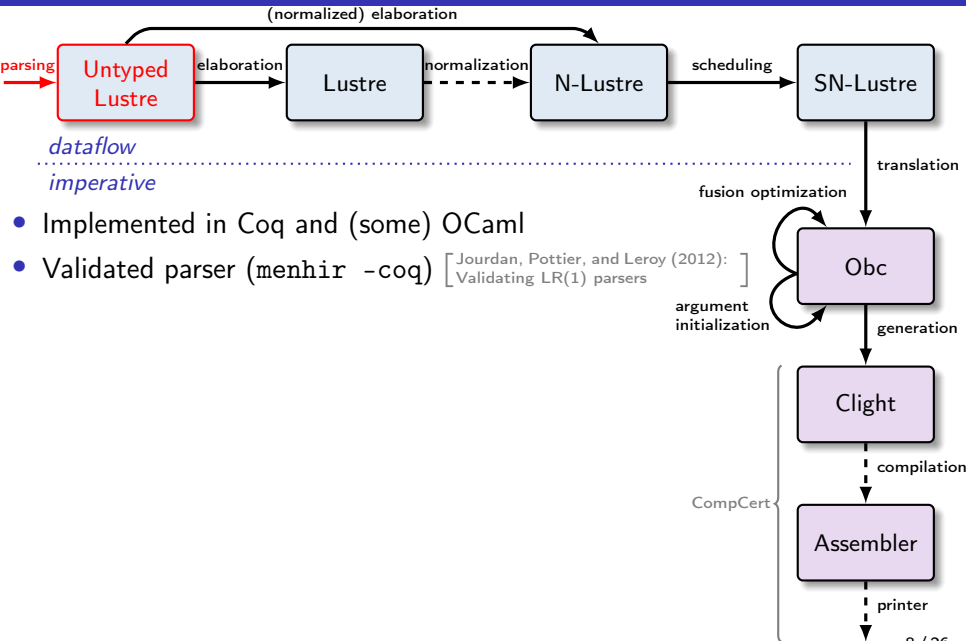 (normalized) elaboration
parsing
Untyped
Lustre
elaboration
Lustre
normalization
N-Lustre
scheduling
SN-Lustre
dataflow
imperative
translation
• Implemented in Coq and (some) OCaml
• Validated parser (menhir -coq) [Jourdan, Pottier, and Leroy (2012):
Validating LR(1) parsers]
fusion optimization
Obc
argument
initialization
generation
Clight
compilation
CompCert
Assembler
printer
8 / 26